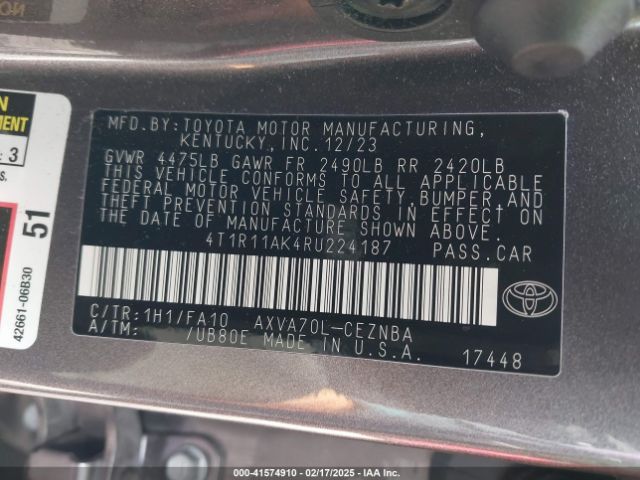 MFD.BY:TOYOTA MOTOR MANUFACTURING,
KENTUCKY,INC.12/23
GVWR 4475LB GAWR FR 2490LB RR 2420LB
THIS VEHICLE CONFORMS TO ALL APPLICABLE
FEDERAL MOTOR VEHICLE SAFETY,BUMPER,AND
THEFT PREVENTION STANDARDS IN EFFECT ON
THE DATE OF MANUFACTURE SHOWN ABOVE.
4T1R11AK4RU224187 PASS.CAR
C/TR:1H1/FA10 AXVA70L-CEZNBA
A/TM: /UB80E MADE IN U.S.A. 17448
: 3
51
42661-06B30
000-41574910 - 02/17/2025 - IAA Inc.